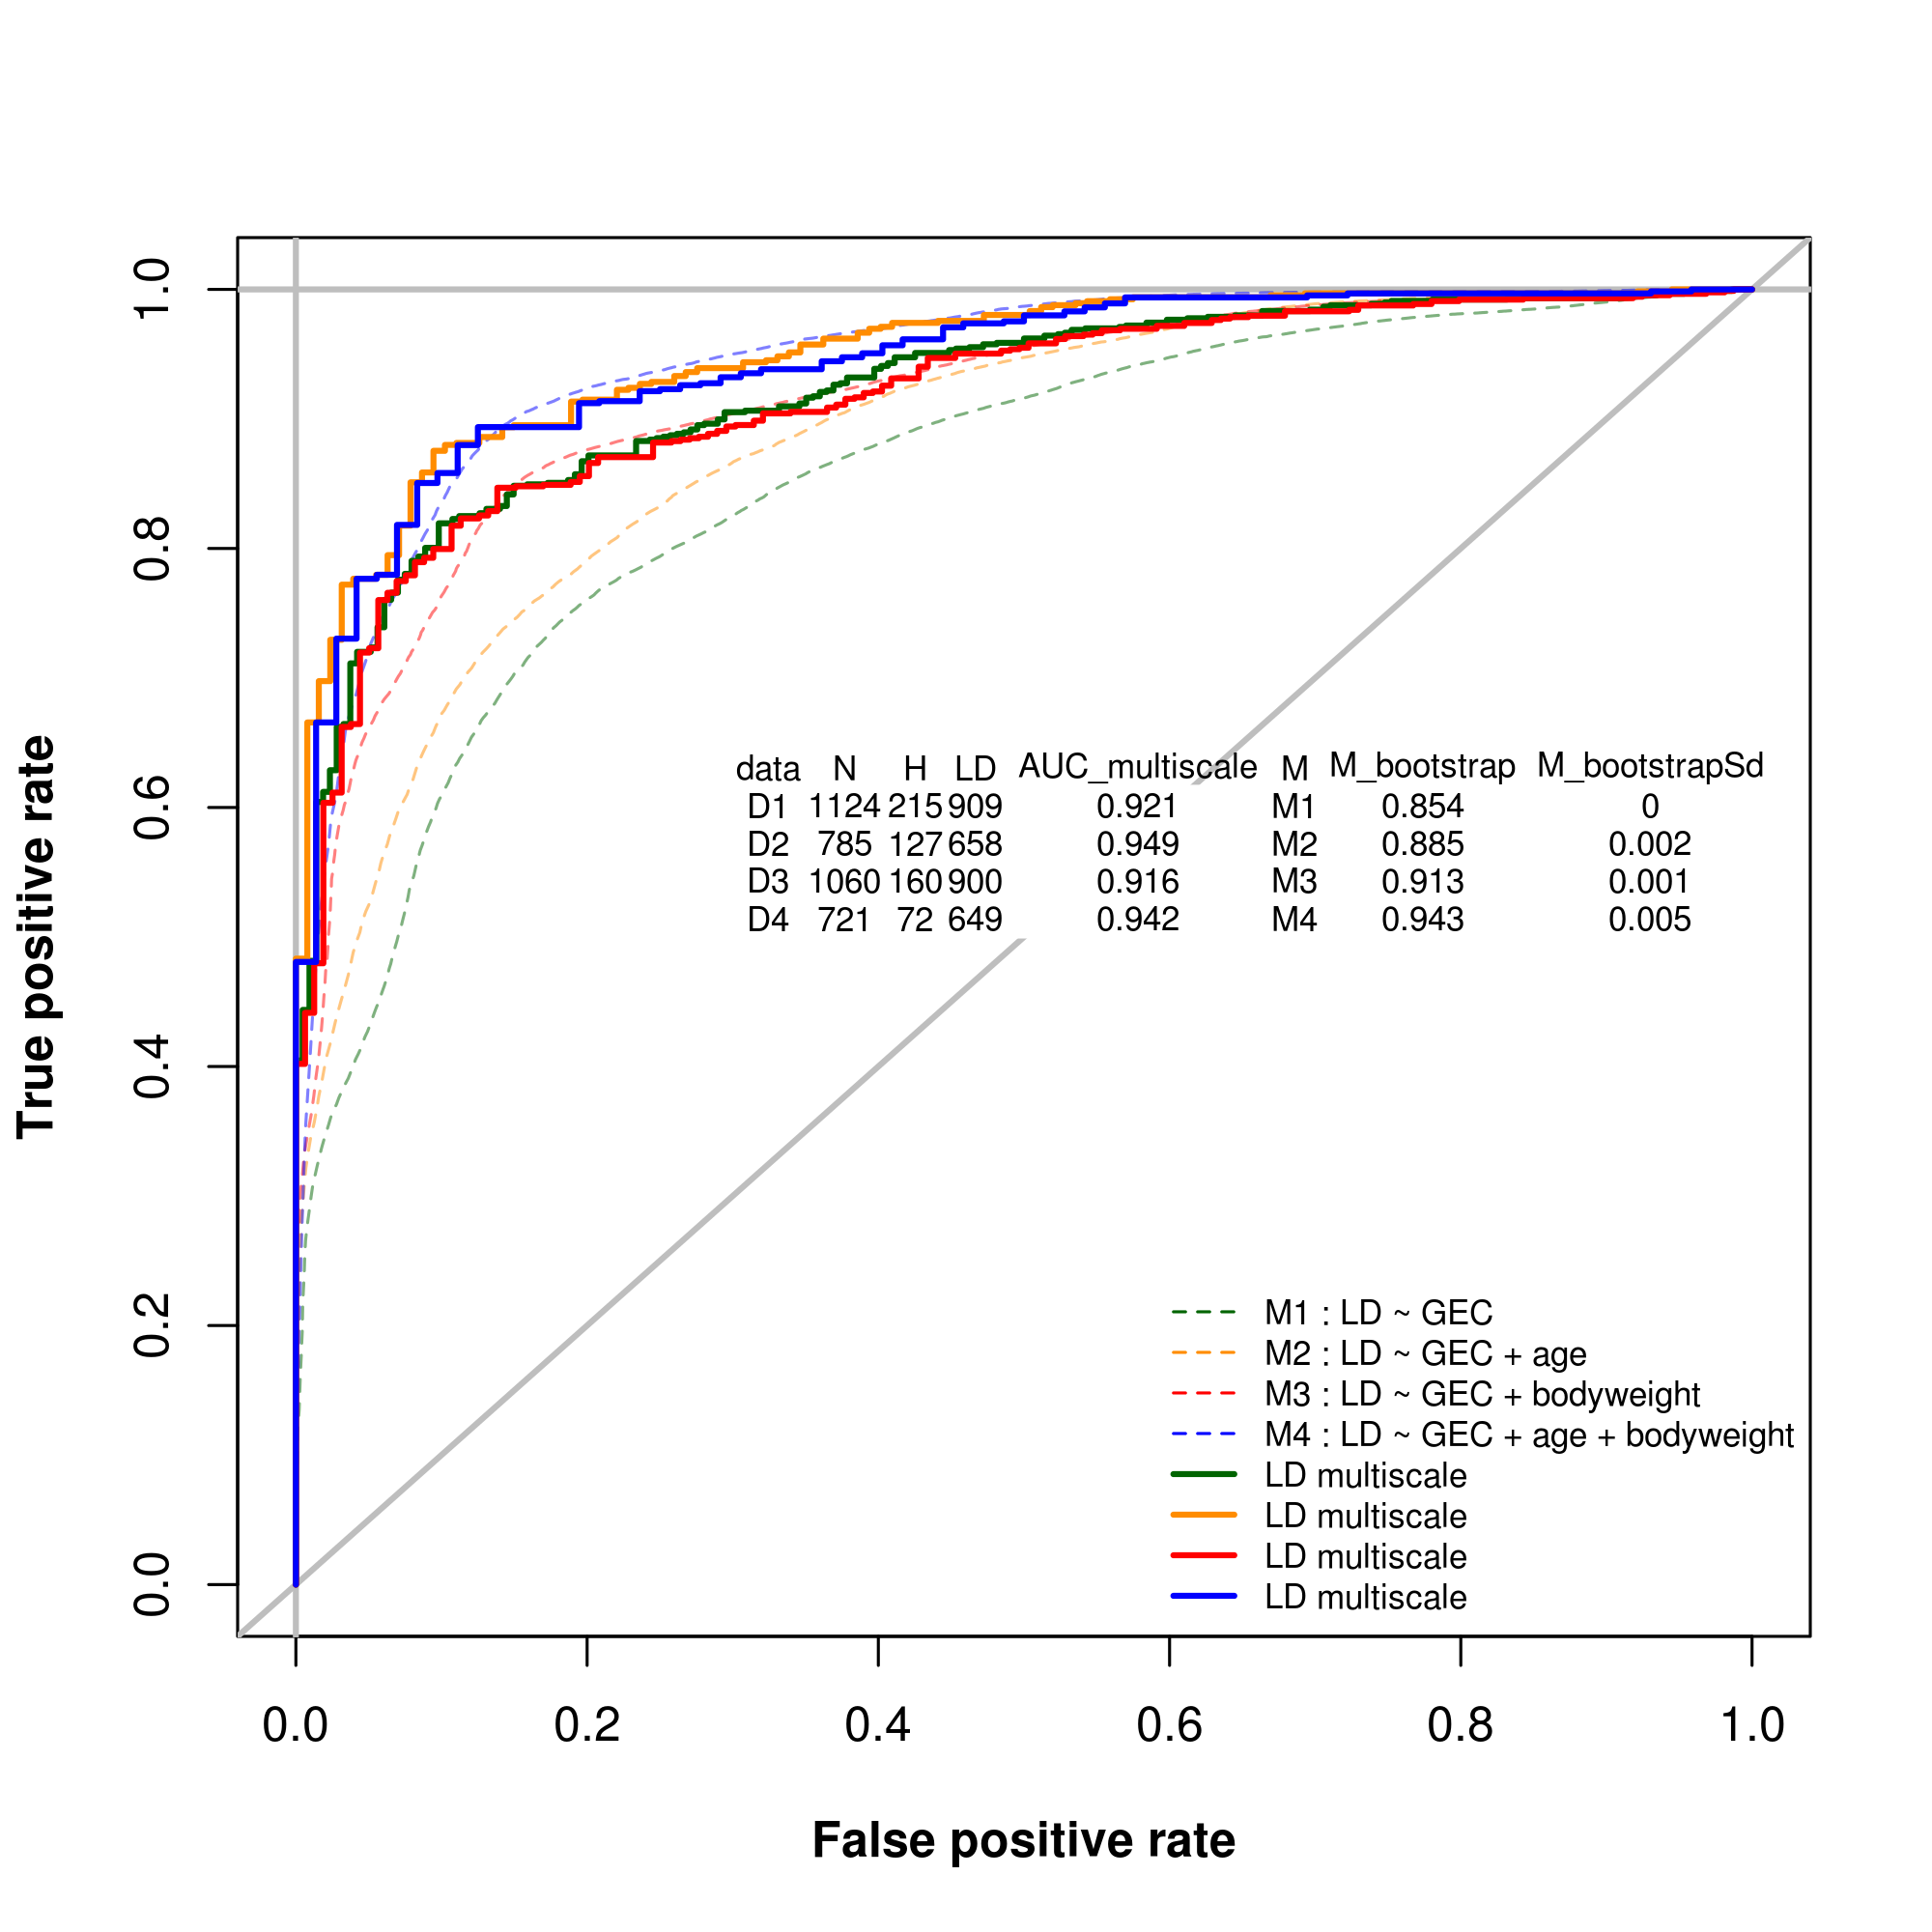 True positive rate
1.0
0.8
0.6
0.4
0.2
0.0
data N H LD AUC_multiscale M M_bootstrap M_bootstrapSd
D1 1124 215 909 0.921 M1 0.854 0
D2 785 127 658 0.949 M2 0.885 0.002
D3 1060 160 900 0.916 M3 0.913 0.001
D4 721 72 649 0.942 M4 0.943 0.005
M1 : LD ~ GEC
M2 : LD ~ GEC + age
M3 : LD ~ GEC + bodyweight
M4 : LD ~ GEC + age + bodyweight
LD multiscale
LD multiscale
LD multiscale
LD multiscale
0.0 0.2 0.4 0.6 0.8 1.0
False positive rate